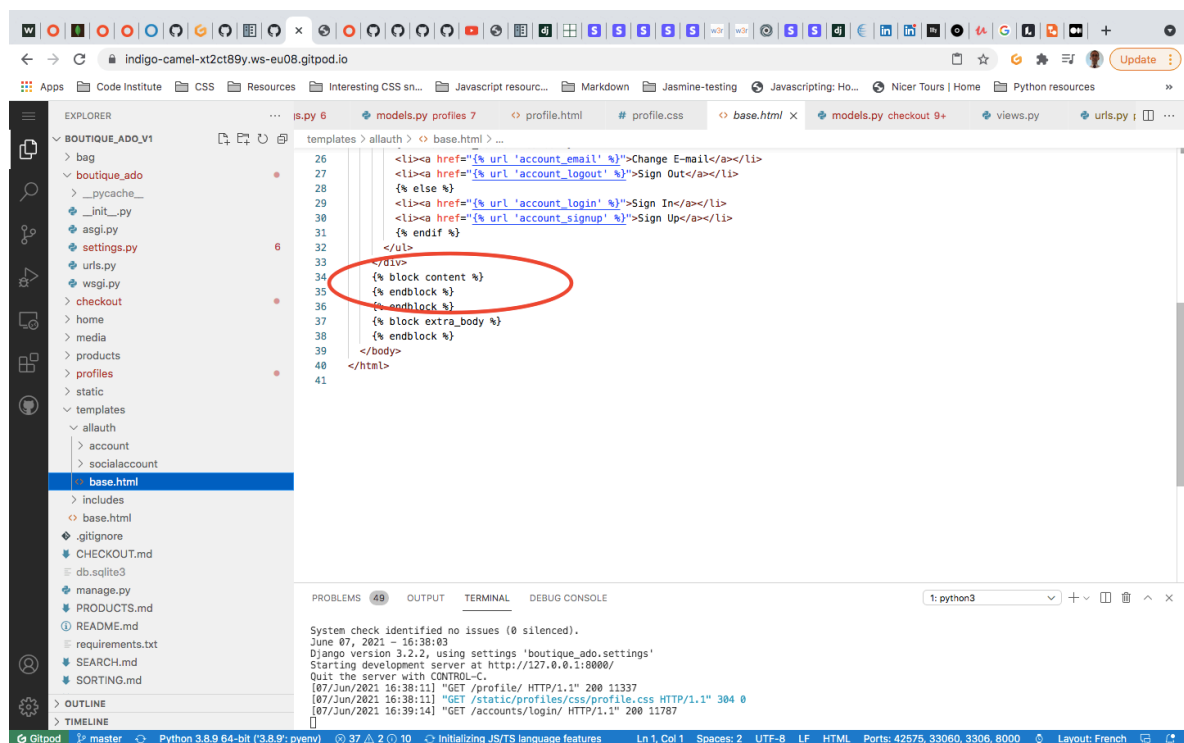 indigo-camel-xt2ct89y.ws-eu08.gitpod.io
Update
Apps Code Institute CSS Resources Interesting CSS sn... Javascript resourc... Markdown Jasmine-testing Javascripting: Ho... Nicer Tours | Home Python resources »
EXPLORER ···
BOUTIQUE_ADO_V1
bag
boutique_ado
__pycache__
__init__.py
asgi.py
settings.py 6
urls.py
wsgi.py
checkout
home
media
products
profiles
static
templates
allauth
account
socialaccount
base.html
includes
base.html
.gitignore
CHECKOUT.md
db.sqlite3
manage.py
PRODUCTS.md
README.md
requirements.txt
SEARCH.md
SORTING.md
OUTLINE
TIMELINE
s.py 6 models.py profiles 7 profile.html # profile.css base.html models.py checkout 9+ views.py urls.py
templates > allauth > base.html > ...
26 <li><a href="{% url 'account_email' %}">Change E-mail</a></li>
27 <li><a href="{% url 'account_logout' %}">Sign Out</a></li>
28 {% else %}
29 <li><a href="{% url 'account_login' %}">Sign In</a></li>
30 <li><a href="{% url 'account_signup' %}">Sign Up</a></li>
31 {% endif %}
32 </ul>
33 </div>
34 {% block content %}
35 {% endblock %}
36 {% endblock %}
37 {% block extra_body %}
38 {% endblock %}
39 </body>
40 </html>
41
PROBLEMS 49 OUTPUT TERMINAL DEBUG CONSOLE 1: python3
System check identified no issues (0 silenced).
June 07, 2021 - 16:38:03
Django version 3.2.2, using settings 'boutique_ado.settings'
Starting development server at http://127.0.0.1:8000/
Quit the server with CONTROL-C.
[07/Jun/2021 16:38:11] "GET /profile/ HTTP/1.1" 200 11337
[07/Jun/2021 16:38:11] "GET /static/profiles/css/profile.css HTTP/1.1" 304 0
[07/Jun/2021 16:39:14] "GET /accounts/login/ HTTP/1.1" 200 11787
Gitpod master Python 3.8.9 64-bit ('3.8.9': pyenv) 37 2 10 Initializing JS/TS language features Ln 1, Col 1 Spaces: 2 UTF-8 LF HTML Ports: 42575, 33060, 3306, 8000 Layout: French